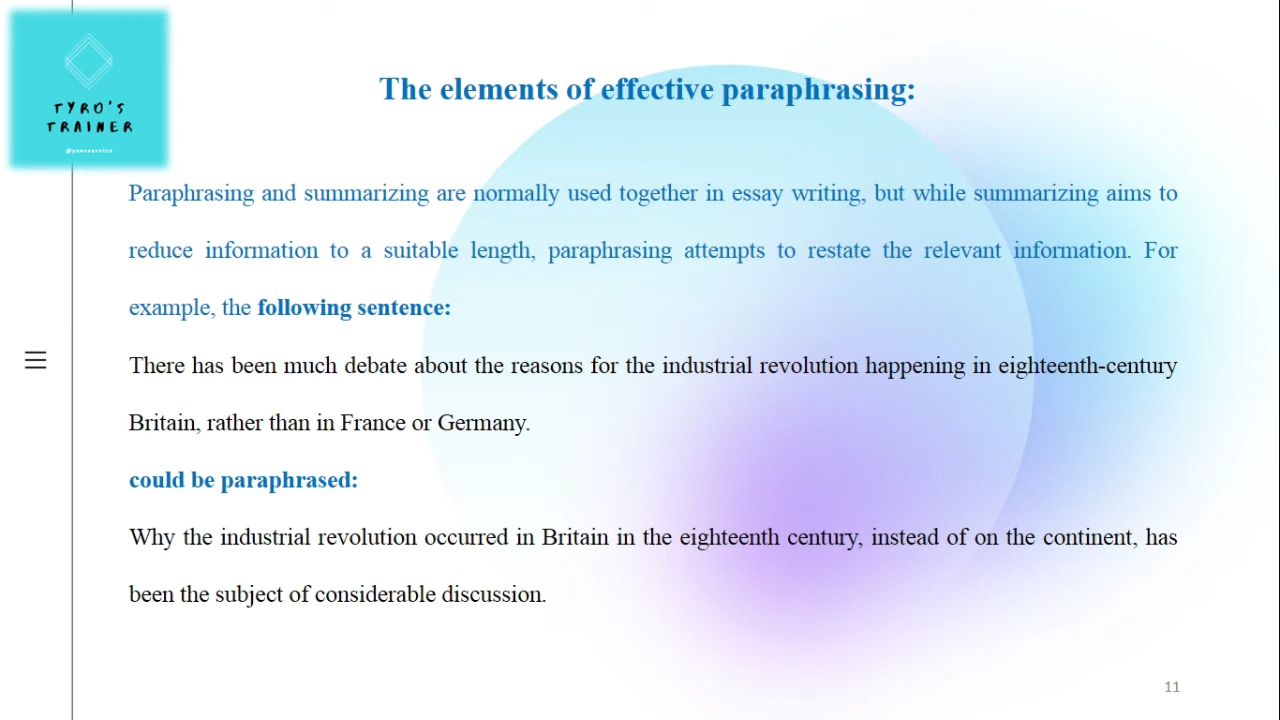 TYRO'S
TRAINER
@yourservice
The elements of effective paraphrasing:
Paraphrasing and summarizing are normally used together in essay writing, but while summarizing aims to
reduce information to a suitable length, paraphrasing attempts to restate the relevant information. For
example, the following sentence:
There has been much debate about the reasons for the industrial revolution happening in eighteenth-century
Britain, rather than in France or Germany.
could be paraphrased:
Why the industrial revolution occurred in Britain in the eighteenth century, instead of on the continent, has
been the subject of considerable discussion.
11